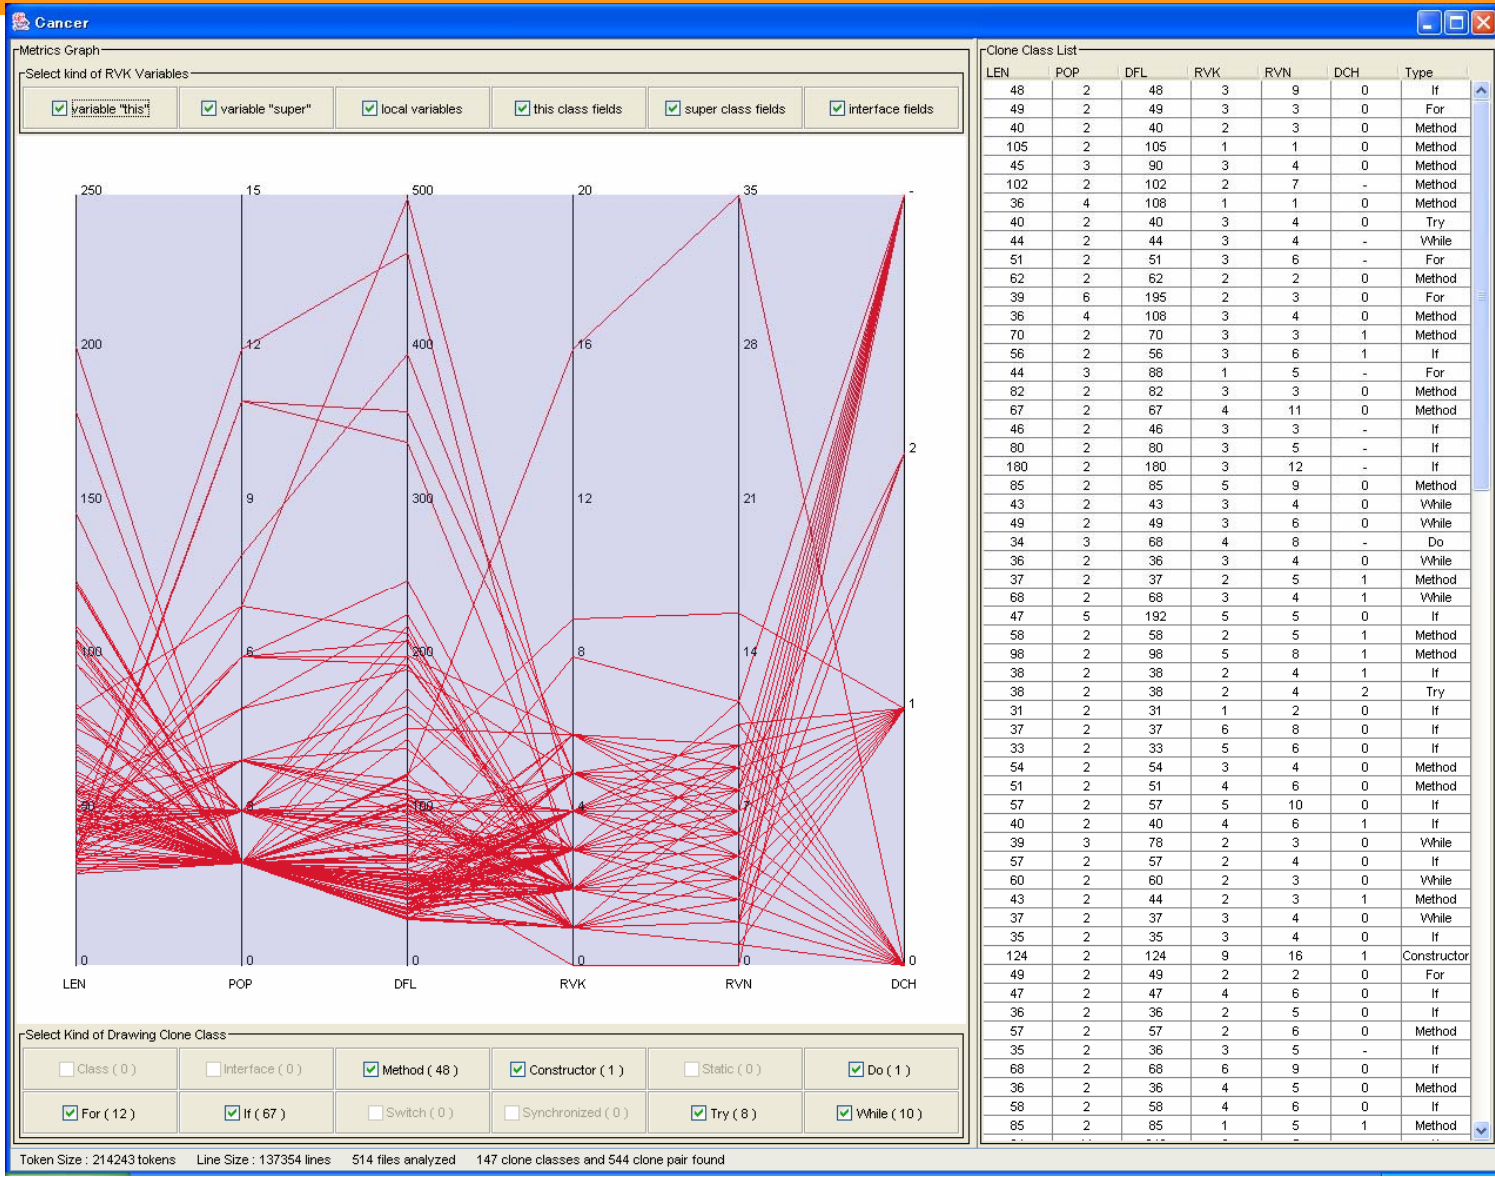 Cancer
Metrics Graph
Select kind of RVK Variables
variable "this" variable "super" local variables this class fields super class fields interface fields
250 15 500 20 35 -
200 12 400 16 28
2
150 9 300 12 21
100 6 200 8 14
1
50 3 100 4 7
0 0 0 0 0 0
LEN POP DFL RVK RVN DCH
Select Kind of Drawing Clone Class
Class ( 0 ) Interface ( 0 ) Method ( 48 ) Constructor ( 1 ) Static ( 0 ) Do ( 1 )
For ( 12 ) If ( 67 ) Switch ( 0 ) Synchronized ( 0 ) Try ( 8 ) While ( 10 )
Clone Class List
LEN POP DFL RVK RVN DCH Type
48 2 48 3 9 0 If
49 2 49 3 3 0 For
40 2 40 2 3 0 Method
105 2 105 1 1 0 Method
45 3 90 3 4 0 Method
102 2 102 2 7 - Method
36 4 108 1 1 0 Method
40 2 40 3 4 0 Try
44 2 44 3 4 - While
51 2 51 3 6 - For
62 2 62 2 2 0 Method
39 6 195 2 3 0 For
36 4 108 3 4 0 Method
70 2 70 3 3 1 Method
56 2 56 3 6 1 If
44 3 88 1 5 - For
82 2 82 3 3 0 Method
67 2 67 4 11 0 Method
46 2 46 3 3 - If
80 2 80 3 5 - If
180 2 180 3 12 - If
85 2 85 5 9 0 Method
43 2 43 3 4 0 While
49 2 49 3 6 0 While
34 3 68 4 8 - Do
36 2 36 3 4 0 While
37 2 37 2 5 1 Method
68 2 68 3 4 1 While
47 5 192 5 5 0 If
58 2 58 2 5 1 Method
98 2 98 5 8 1 Method
38 2 38 2 4 1 If
38 2 38 2 4 2 Try
31 2 31 1 2 0 If
37 2 37 6 8 0 If
33 2 33 5 6 0 If
54 2 54 3 4 0 Method
51 2 51 4 6 0 Method
57 2 57 5 10 0 If
40 2 40 4 6 1 If
39 3 78 2 3 0 While
57 2 57 2 4 0 If
60 2 60 2 3 0 While
43 2 44 2 3 1 Method
37 2 37 3 4 0 While
35 2 35 3 4 0 If
124 2 124 9 16 1 Constructor
49 2 49 2 2 0 For
47 2 47 4 6 0 If
36 2 36 2 5 0 If
57 2 57 2 6 0 Method
35 2 36 3 5 - If
68 2 68 6 9 0 If
36 2 36 4 5 0 Method
58 2 58 4 6 0 If
85 2 85 1 5 1 Method
Token Size : 214243 tokens Line Size : 137354 lines 514 files analyzed 147 clone classes and 544 clone pair found